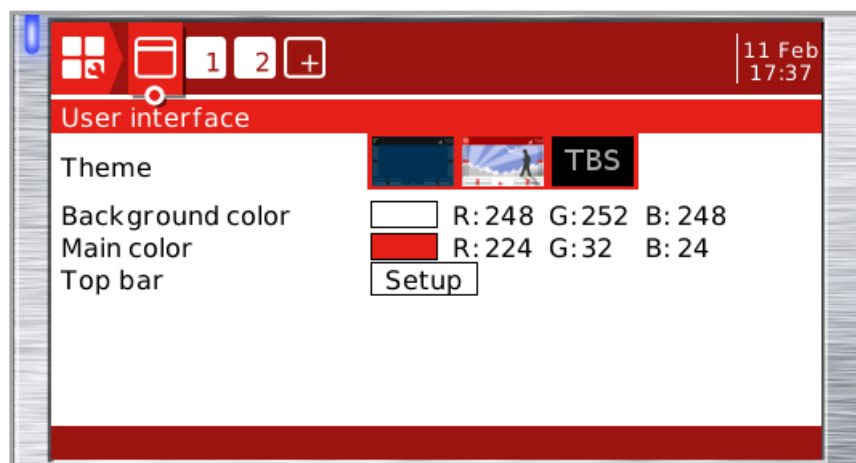 1 2 +
11 Feb
17:37
User interface
Theme TBS
Background color R: 248 G: 252 B: 248
Main color R: 224 G: 32 B: 24
Top bar Setup